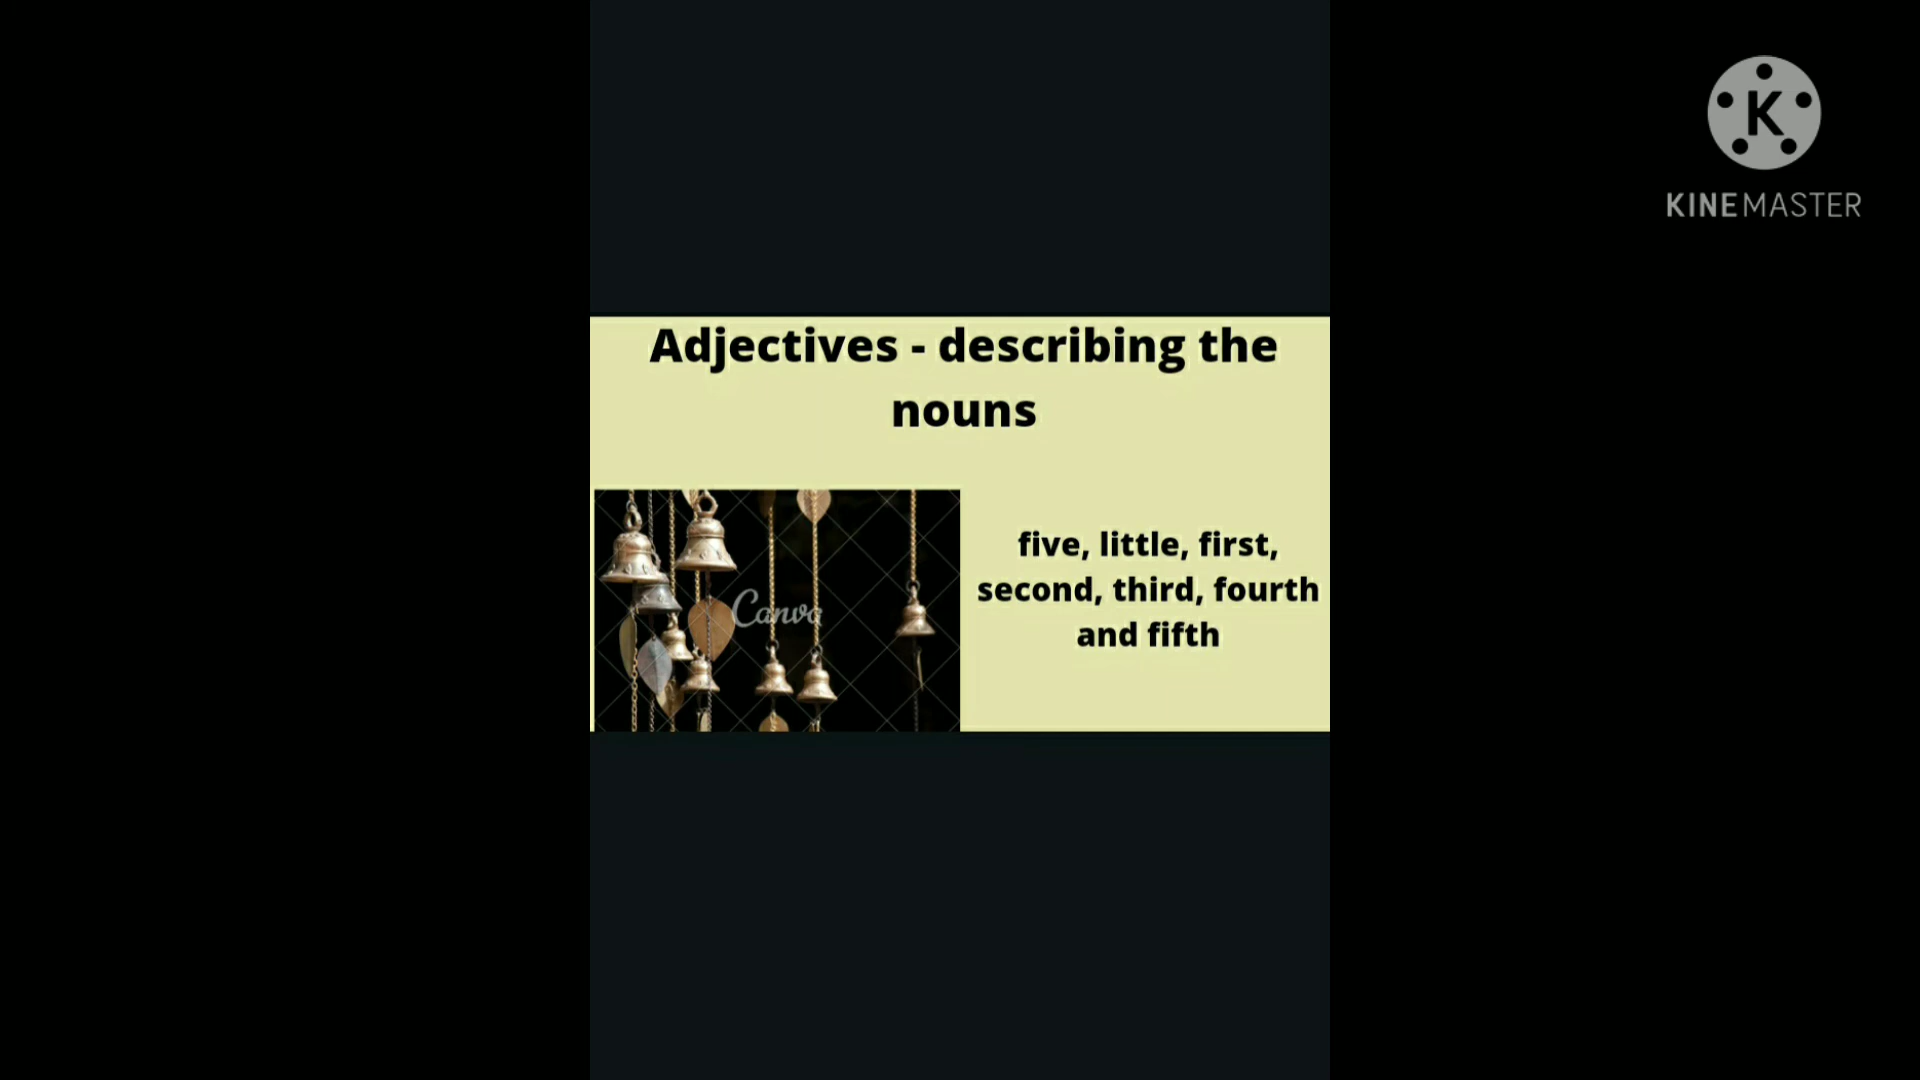 K
KINEMASTER
Adjectives - describing the
nouns
Canva
five, little, first,
second, third, fourth
and fifth